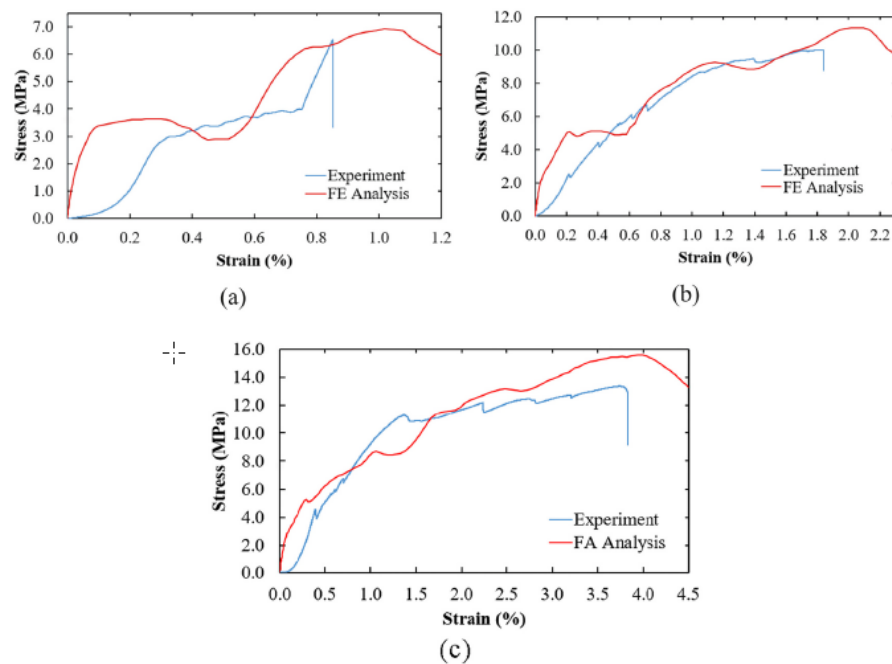 7.0
6.0
5.0
4.0
3.0
2.0
1.0
0.0
Stress (MPa)
Experiment
FE Analysis
0.0 0.2 0.4 0.6 0.8 1.0 1.2
Strain (%)
(a)
12.0
10.0
8.0
6.0
4.0
2.0
0.0
Stress (MPa)
Experiment
FE Analysis
0.0 0.2 0.4 0.6 0.8 1.0 1.2 1.4 1.6 1.8 2.0 2.2
Strain (%)
(b)
16.0
14.0
12.0
10.0
8.0
6.0
4.0
2.0
0.0
Stress (MPa)
Experiment
FA Analysis
0.0 0.5 1.0 1.5 2.0 2.5 3.0 3.5 4.0 4.5
Strain (%)
(c)